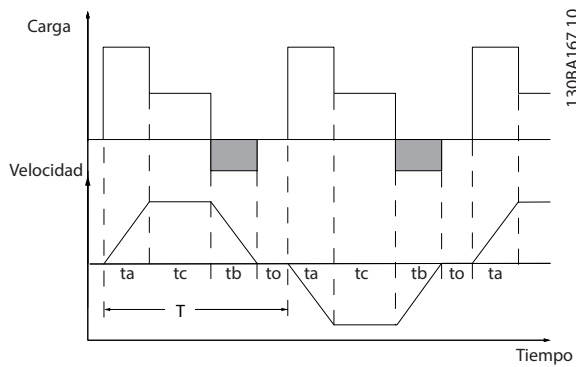 Carga
130BA167.10
Velocidad
ta tc tb to ta tc tb to ta
T
Tiempo